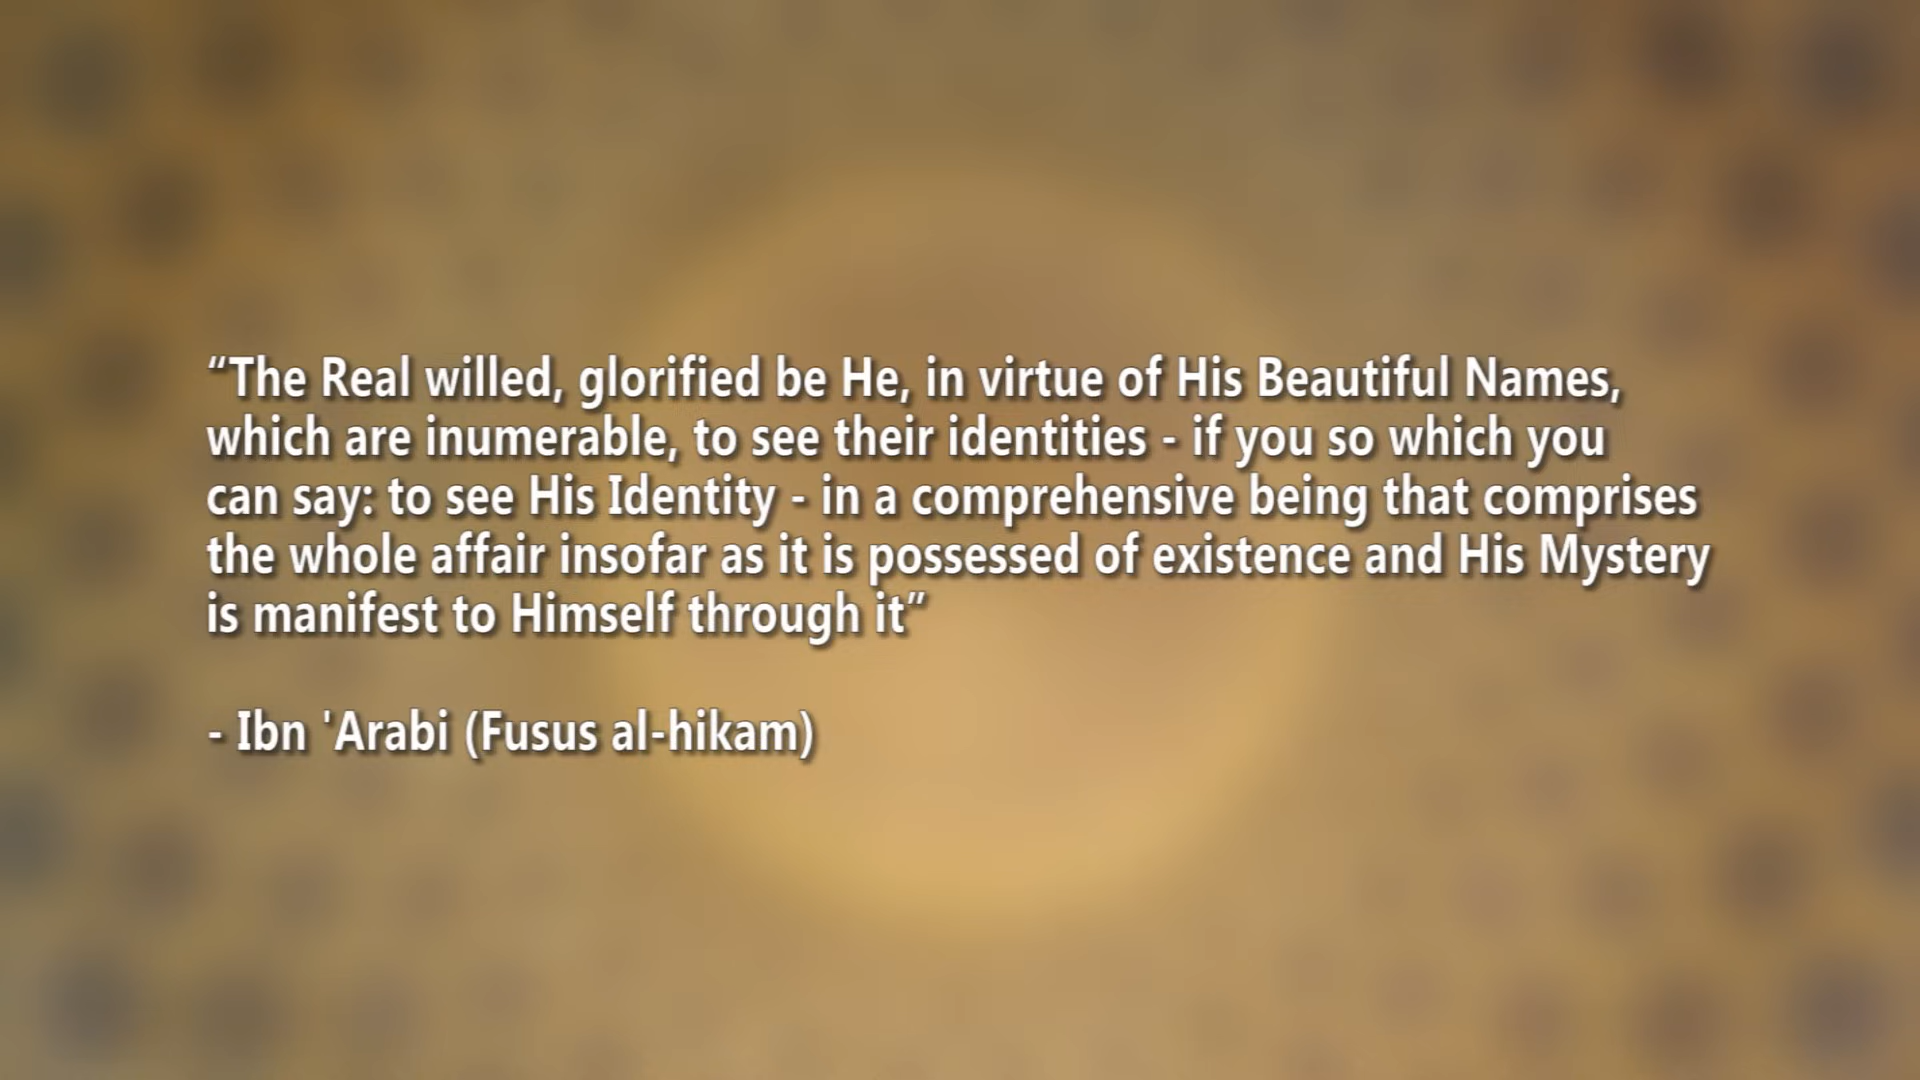 “The Real willed, glorified be He, in virtue of His Beautiful Names,
which are inumerable, to see their identities - if you so which you
can say: to see His Identity - in a comprehensive being that comprises
the whole affair insofar as it is possessed of existence and His Mystery
is manifest to Himself through it”
- Ibn 'Arabi (Fusus al-hikam)